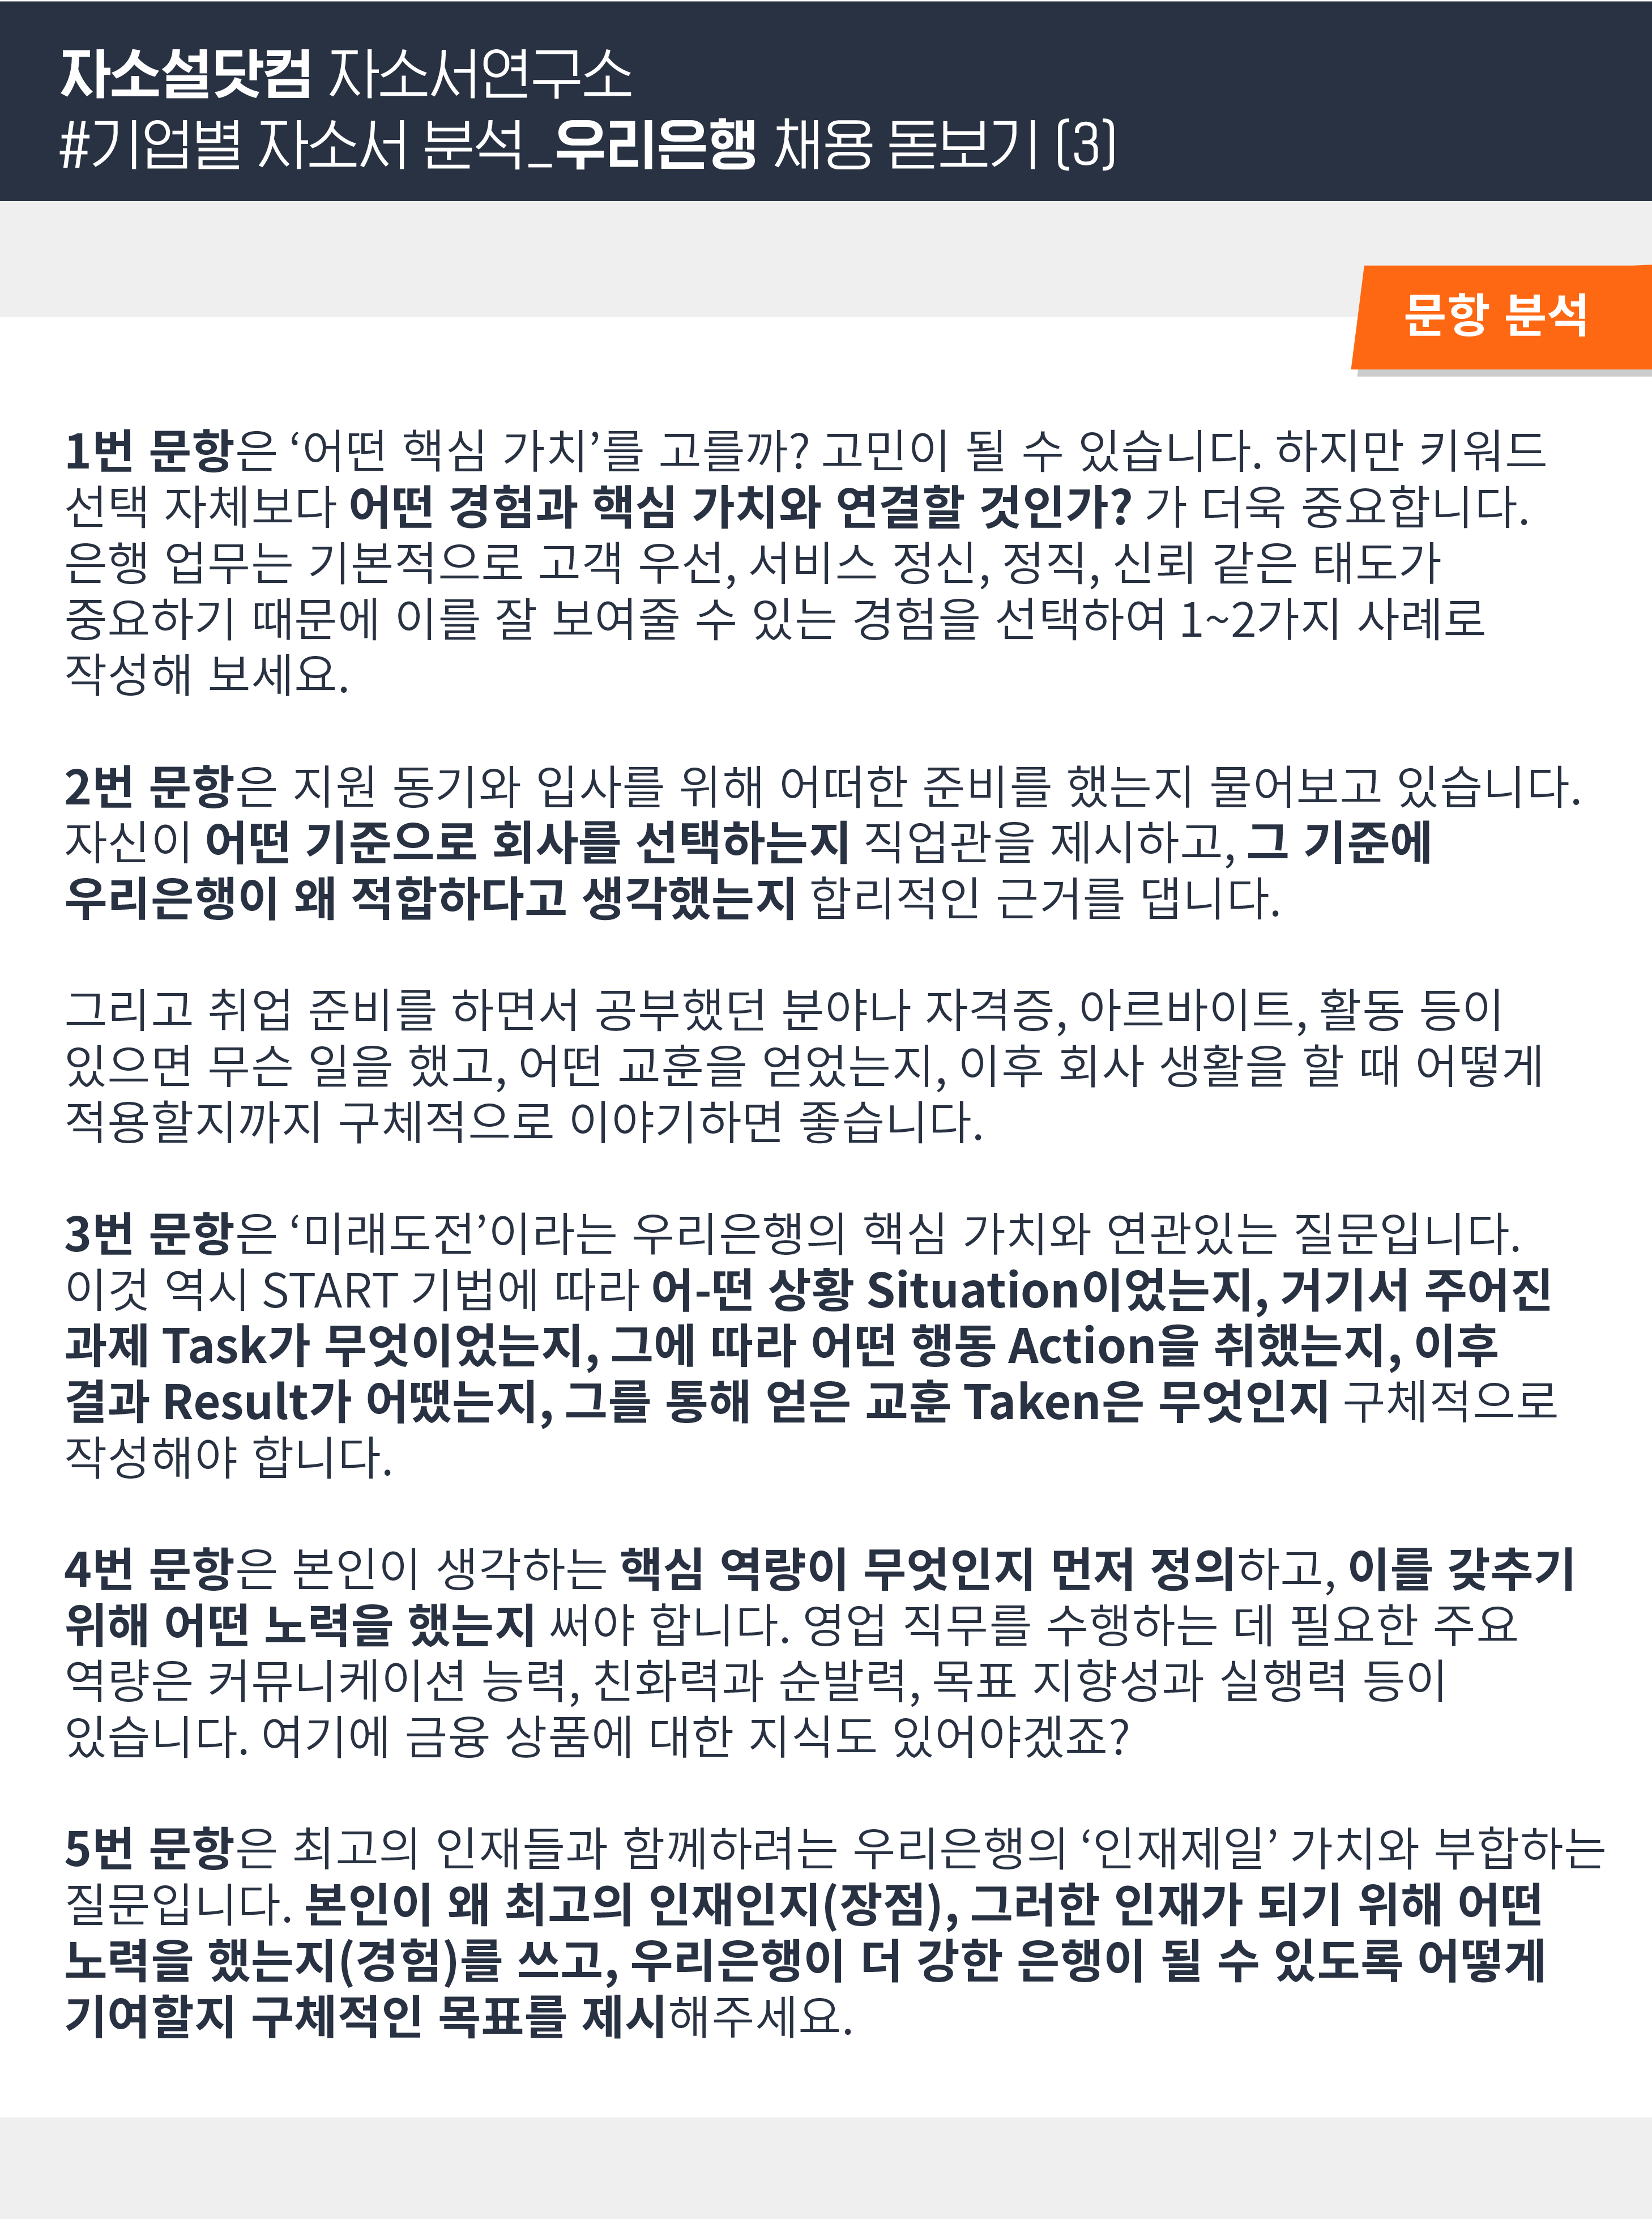 자소설닷컴 자소서연구소
#기업별 자소서 분석_우리은행 채용 돋보기 (3)
문항 분석
1번 문항은 ‘어떤 핵심 가치’를 고를까? 고민이 될 수 있습니다. 하지만 키워드
선택 자체보다 어떤 경험과 핵심 가치와 연결할 것인가? 가 더욱 중요합니다.
은행 업무는 기본적으로 고객 우선, 서비스 정신, 정직, 신뢰 같은 태도가
중요하기 때문에 이를 잘 보여줄 수 있는 경험을 선택하여 1~2가지 사례로
작성해 보세요.
2번 문항은 지원 동기와 입사를 위해 어떠한 준비를 했는지 물어보고 있습니다.
자신이 어떤 기준으로 회사를 선택하는지 직업관을 제시하고, 그 기준에
우리은행이 왜 적합하다고 생각했는지 합리적인 근거를 댑니다.
그리고 취업 준비를 하면서 공부했던 분야나 자격증, 아르바이트, 활동 등이
있으면 무슨 일을 했고, 어떤 교훈을 얻었는지, 이후 회사 생활을 할 때 어떻게
적용할지까지 구체적으로 이야기하면 좋습니다.
3번 문항은 ‘미래도전’이라는 우리은행의 핵심 가치와 연관있는 질문입니다.
이것 역시 START 기법에 따라 어-떤 상황 Situation이었는지, 거기서 주어진
과제 Task가 무엇이었는지, 그에 따라 어떤 행동 Action을 취했는지, 이후
결과 Result가 어땠는지, 그를 통해 얻은 교훈 Taken은 무엇인지 구체적으로
작성해야 합니다.
4번 문항은 본인이 생각하는 핵심 역량이 무엇인지 먼저 정의하고, 이를 갖추기
위해 어떤 노력을 했는지 써야 합니다. 영업 직무를 수행하는 데 필요한 주요
역량은 커뮤니케이션 능력, 친화력과 순발력, 목표 지향성과 실행력 등이
있습니다. 여기에 금융 상품에 대한 지식도 있어야겠죠?
5번 문항은 최고의 인재들과 함께하려는 우리은행의 ‘인재제일’ 가치와 부합하는
질문입니다. 본인이 왜 최고의 인재인지(장점), 그러한 인재가 되기 위해 어떤
노력을 했는지(경험)를 쓰고, 우리은행이 더 강한 은행이 될 수 있도록 어떻게
기여할지 구체적인 목표를 제시해주세요.